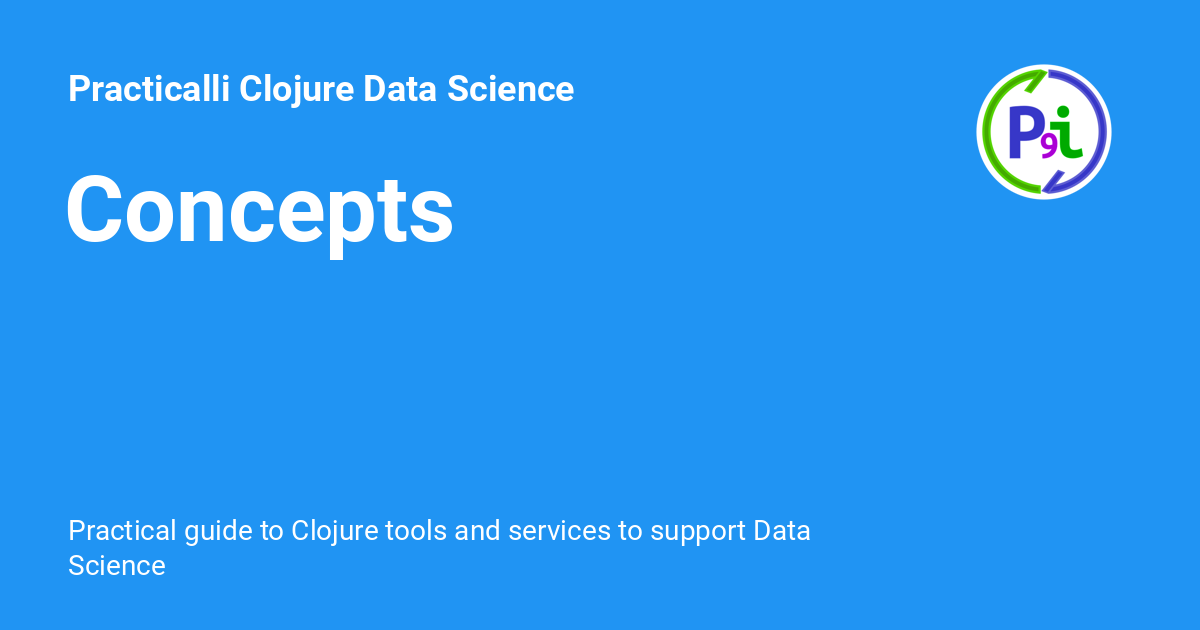 Practicalli Clojure Data Science
P9i
Concepts
Practical guide to Clojure tools and services to support Data
Science